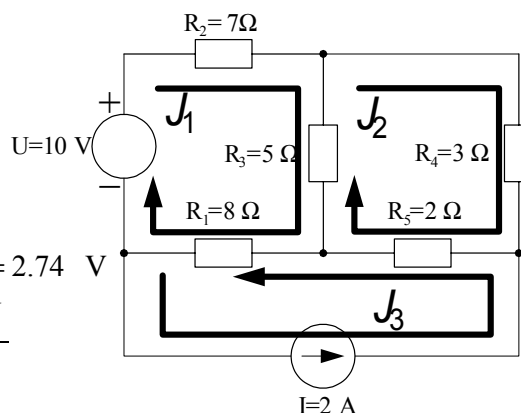 R2= 7Ω
+
J1
J2
U=10 V
R3=5 Ω
R4=3 Ω
−
R1=8 Ω
R5=2 Ω
= 2.74 V
J3
I=2 A